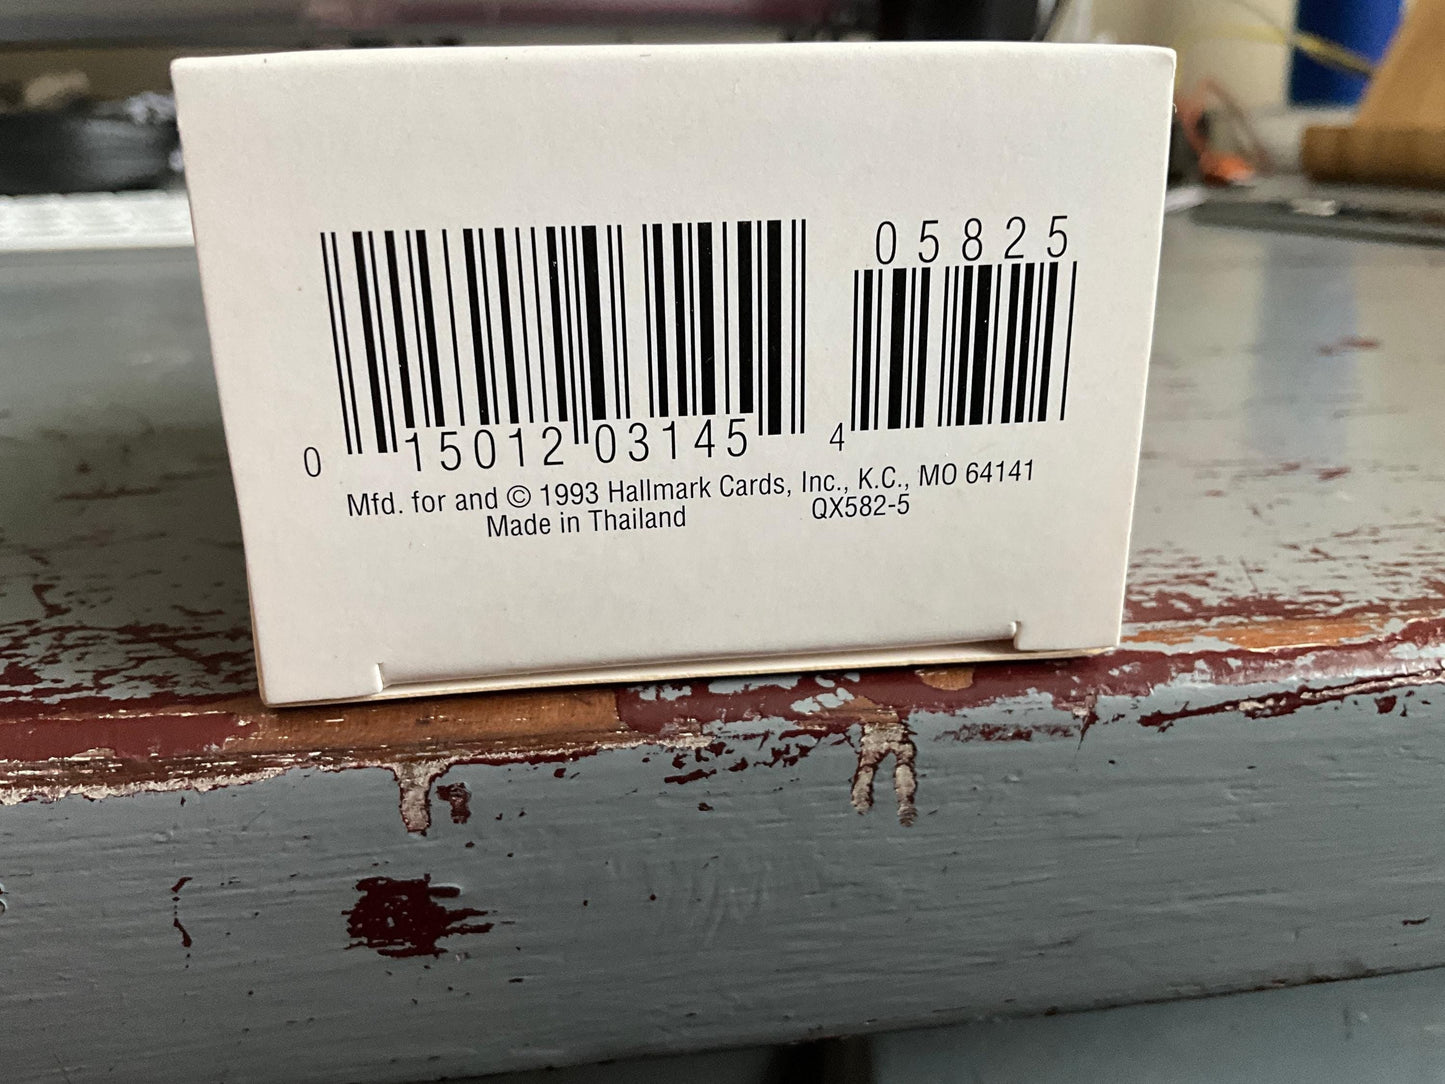 05825
0 15012 03145 4
Mfd. for and © 1993 Hallmark Cards, Inc., K.C., MO 64141
Made in Thailand QX582-5